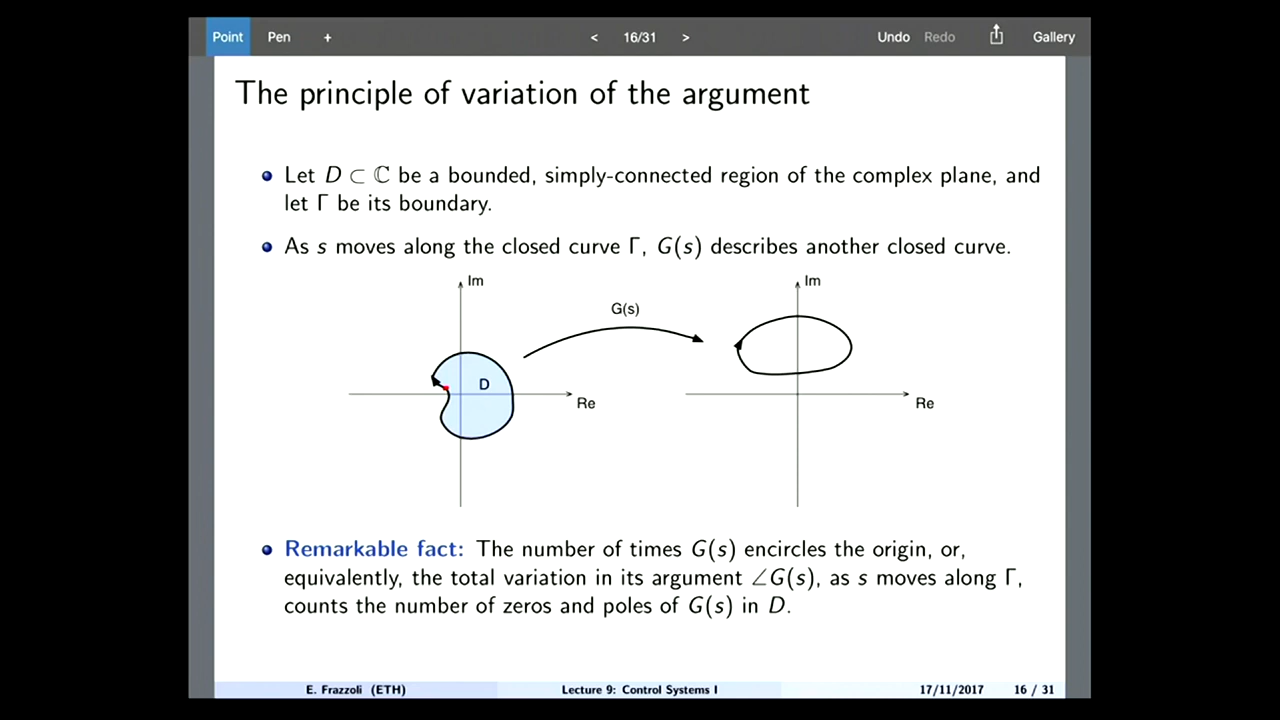 Point Pen + < 16/31 > Undo Redo Gallery
The principle of variation of the argument
Let D ⊂ ℂ be a bounded, simply-connected region of the complex plane, and
let Γ be its boundary.
As s moves along the closed curve Γ, G(s) describes another closed curve.
Im
Im
G(s)
D
Re
Re
Remarkable fact: The number of times G(s) encircles the origin, or,
equivalently, the total variation in its argument ∠G(s), as s moves along Γ,
counts the number of zeros and poles of G(s) in D.
E. Frazzoli (ETH) Lecture 9: Control Systems I 17/11/2017 16 / 31